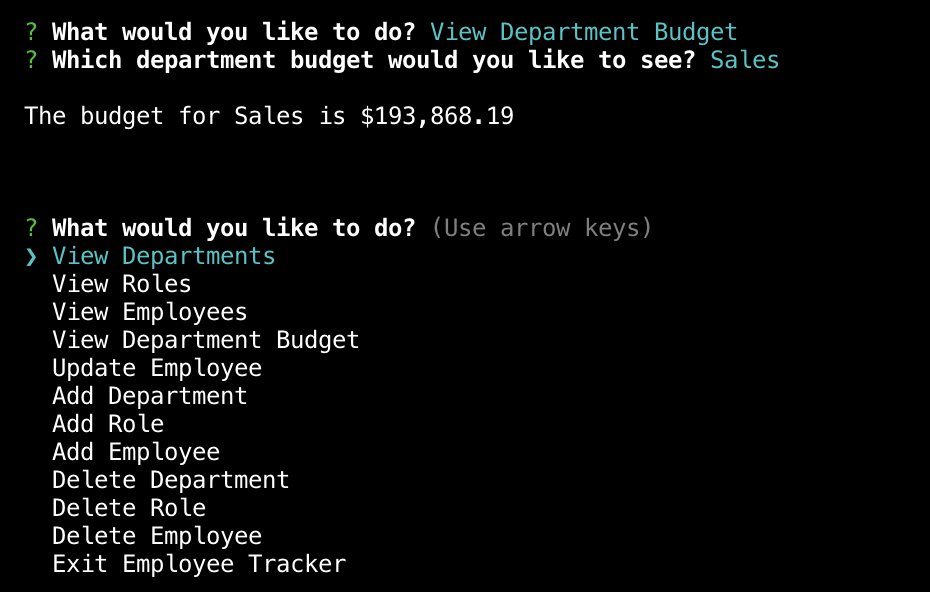 ? What would you like to do? View Department Budget
? Which department budget would you like to see? Sales
The budget for Sales is $193,868.19
? What would you like to do? (Use arrow keys)
❯ View Departments
View Roles
View Employees
View Department Budget
Update Employee
Add Department
Add Role
Add Employee
Delete Department
Delete Role
Delete Employee
Exit Employee Tracker